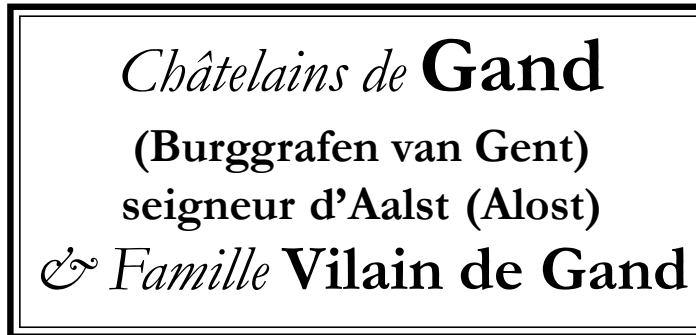 Châtelains de Gand
(Burggrafen van Gent)
seigneur d’Aalst (Alost)
& Famille Vilain de Gand